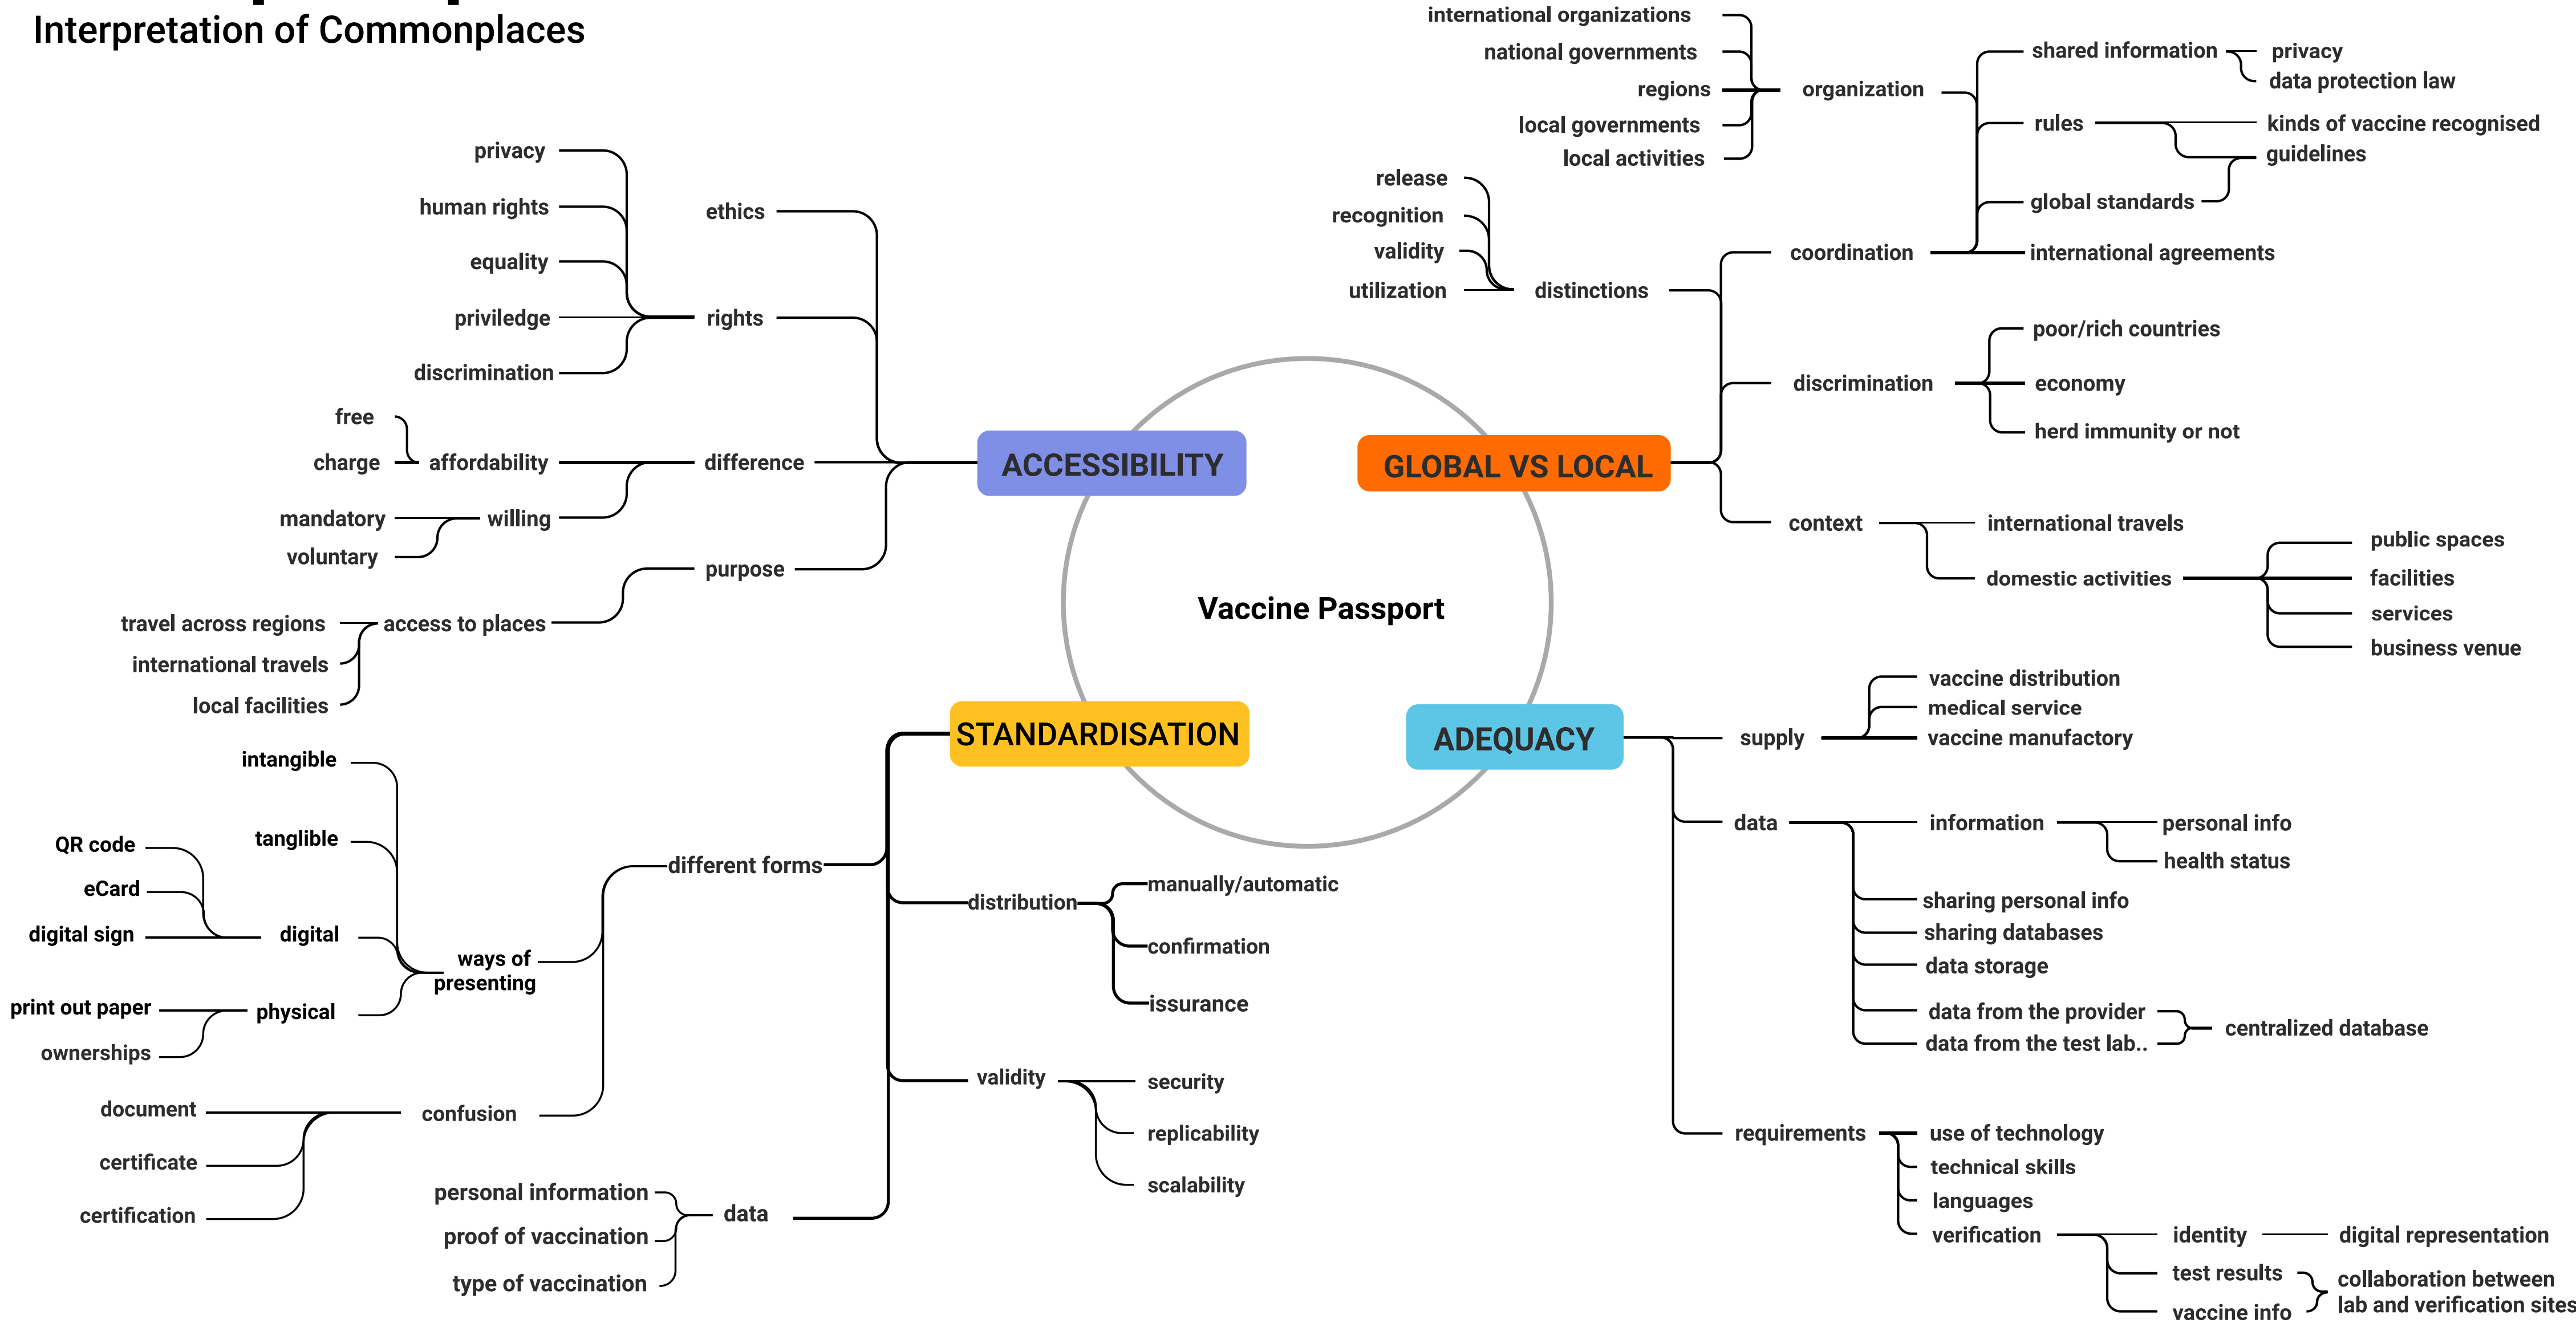 Interpretation of Commonplaces
Vaccine Passport
ACCESSIBILITY
ethics
rights
privacy
human rights
equality
priviledge
discrimination
difference
affordability
free
charge
willing
mandatory
voluntary
purpose
access to places
travel across regions
international travels
local facilities
GLOBAL VS LOCAL
distinctions
release
recognition
validity
utilization
coordination
organization
international organizations
national governments
regions
local governments
local activities
shared information
privacy
data protection law
rules
kinds of vaccine recognised
guidelines
global standards
international agreements
discrimination
poor/rich countries
economy
herd immunity or not
context
international travels
domestic activities
public spaces
facilities
services
business venue
STANDARDISATION
different forms
ways of
presenting
intangible
tanglible
digital
QR code
eCard
digital sign
physical
print out paper
ownerships
confusion
document
certificate
certification
distribution
manually/automatic
confirmation
issurance
validity
security
replicability
scalability
data
personal information
proof of vaccination
type of vaccination
ADEQUACY
supply
vaccine distribution
medical service
vaccine manufactory
data
information
personal info
health status
sharing personal info
sharing databases
data storage
data from the provider
data from the test lab..
centralized database
requirements
use of technology
technical skills
languages
verification
identity
digital representation
test results
vaccine info
collaboration between
lab and verification sites